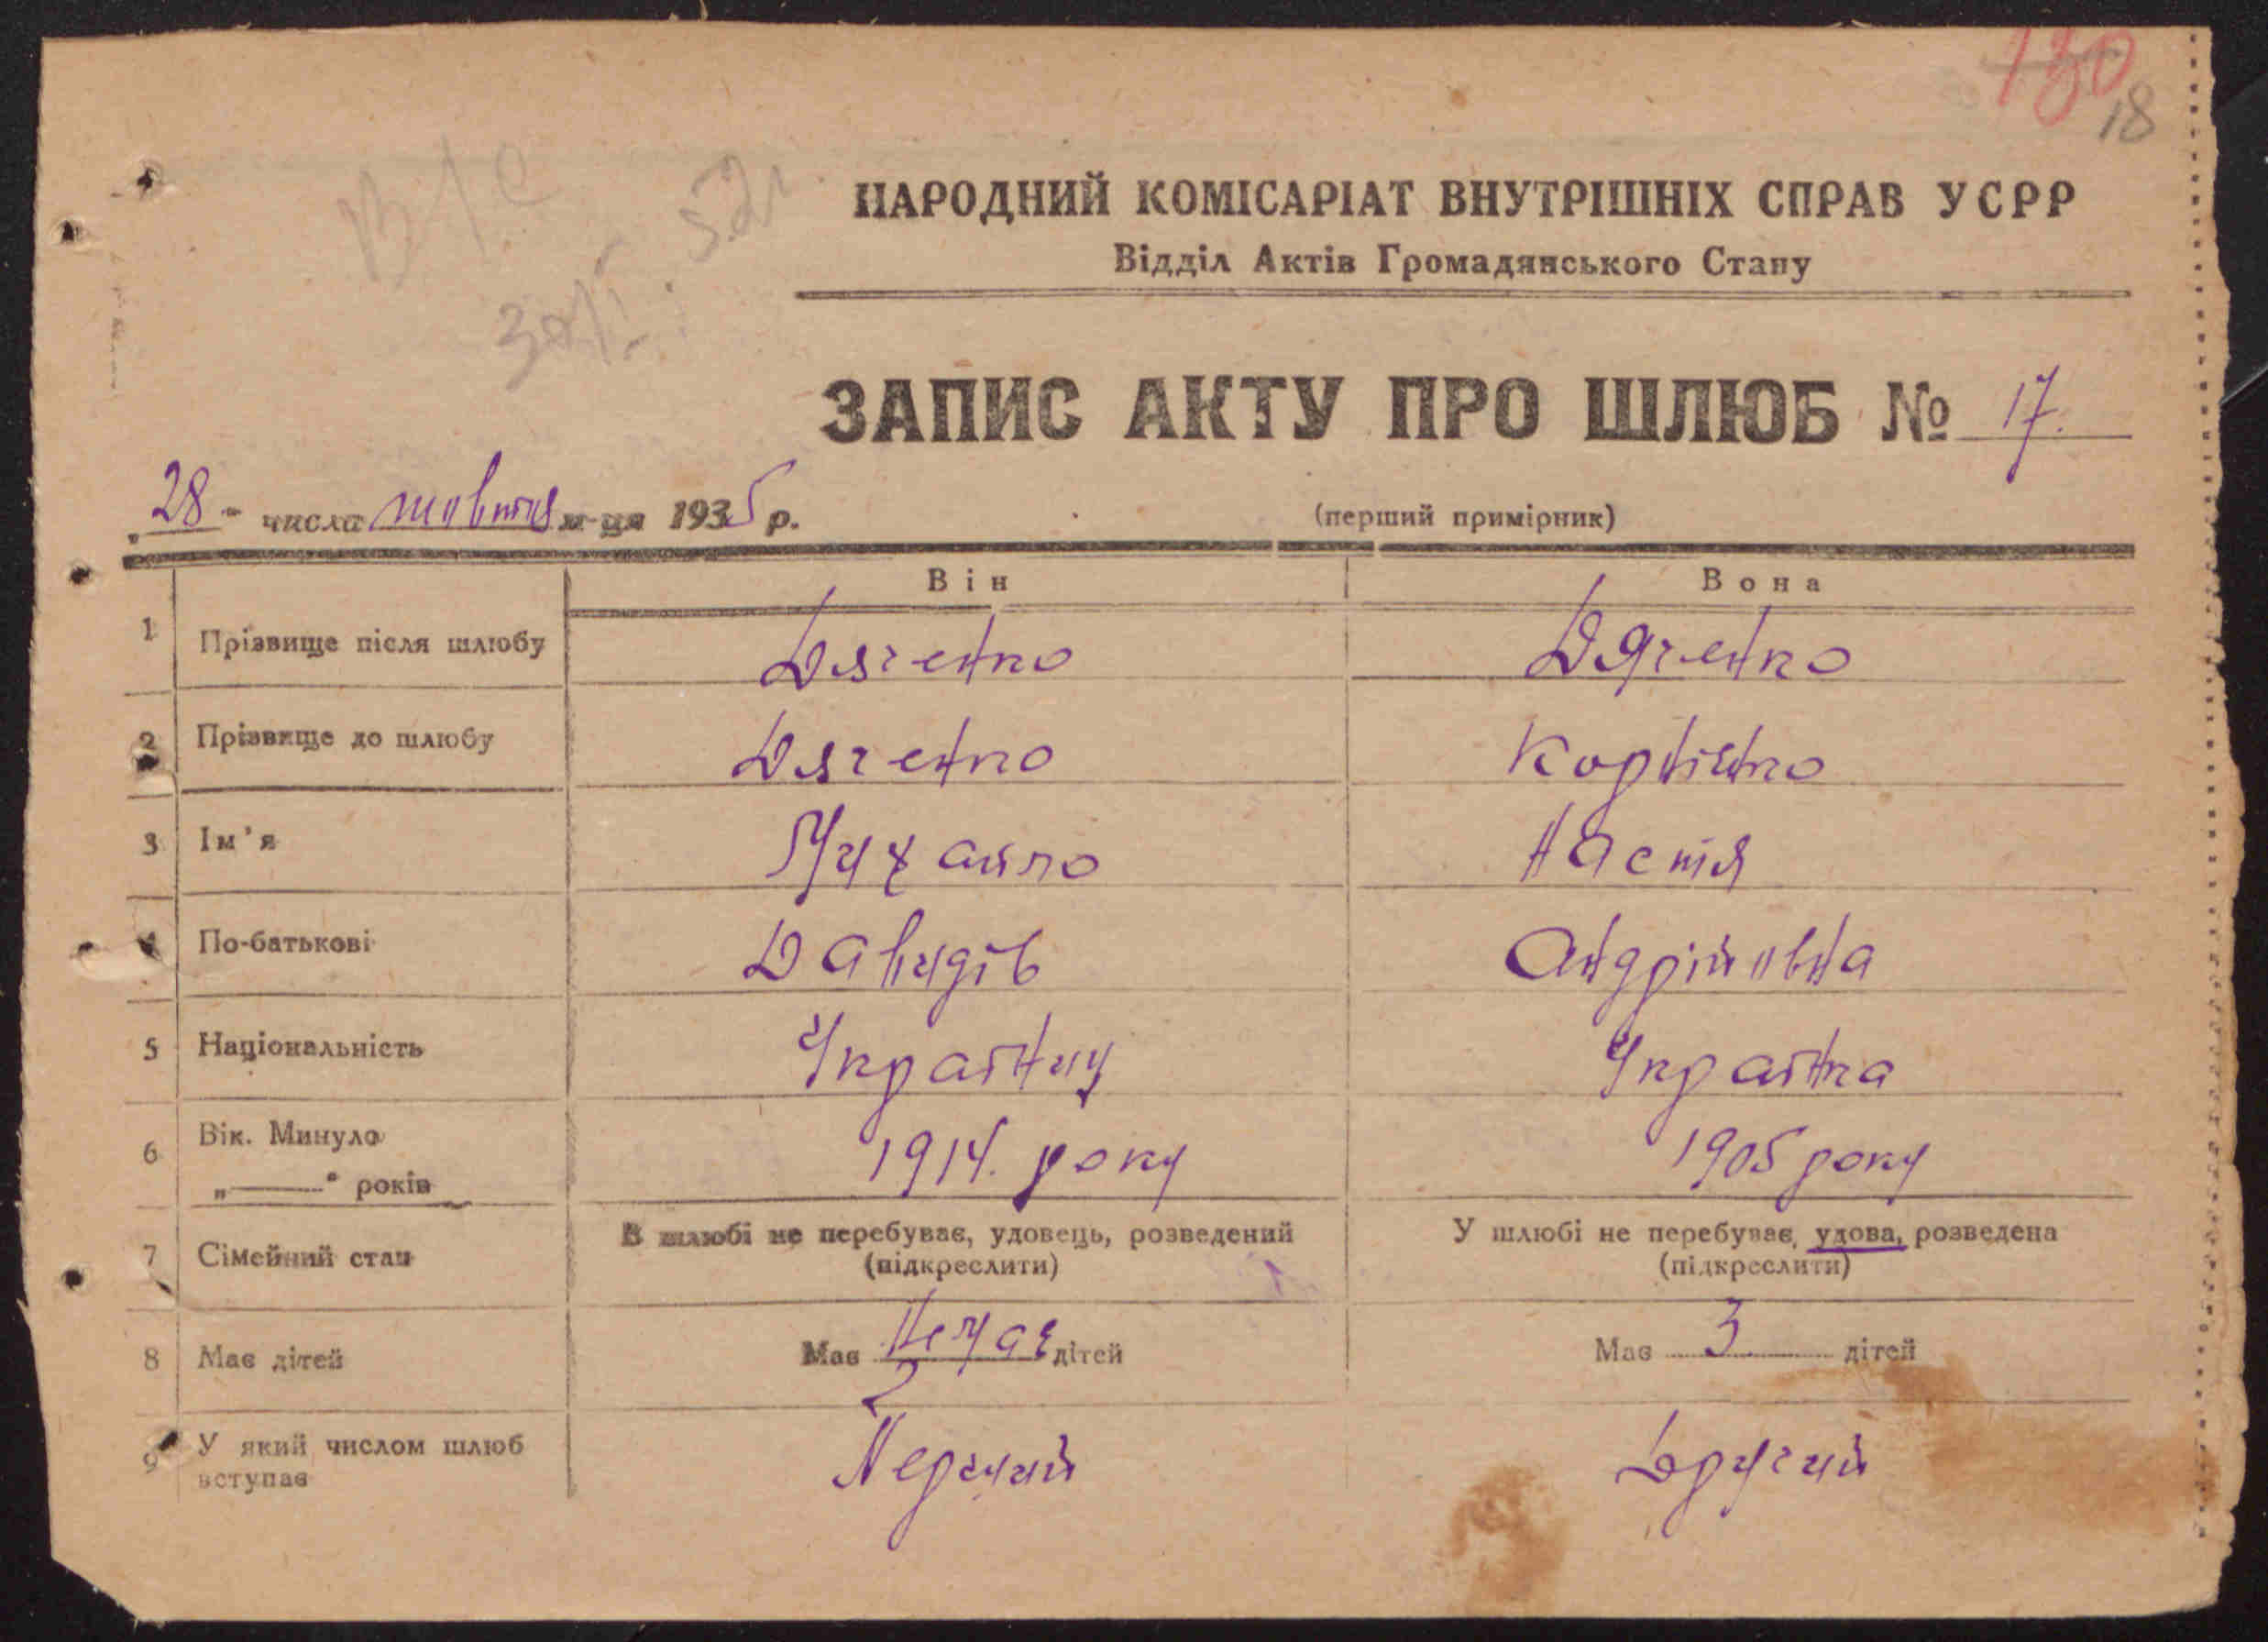 130
18
НАРОДНИЙ КОМІСАРІАТ ВНУТРІШНІХ СПРАВ УСРР
Відділ Актів Громадянського Стану
ЗАПИС АКТУ ПРО ШЛЮБ № 17.
„28" числа жовтня м-ця 1935 р.
(перший примірник)
Він Вона
1 Прізвище після шлюбу Дяченко Дяченко
2 Прізвище до шлюбу Дяченко Корнієнко
3 Ім'я Михайло Настя
4 По-батькові Давидів Андрійовна
5 Національність Українец Українка
6 Вік. Минуло
„——" років 1914. року 1905 року
7 Сімейний стан В шлюбі не перебуває, удовець, розведений У шлюбі не перебуває, удова, розведена
(підкреслити) (підкреслити)
8 Має дітей Має Немає дітей Має 3 дітей
9 У який числом шлюб вступає Перший Другий